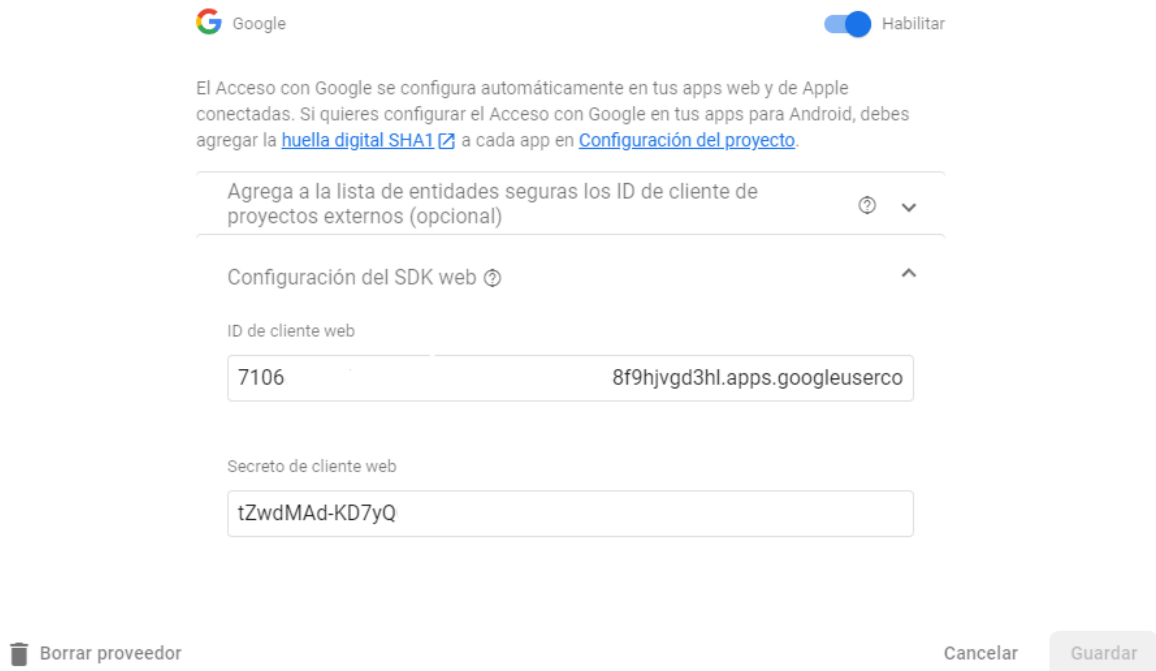 Google
Habilitar
El Acceso con Google se configura automáticamente en tus apps web y de Apple
conectadas. Si quieres configurar el Acceso con Google en tus apps para Android, debes
agregar la huella digital SHA1 a cada app en Configuración del proyecto.
Agrega a la lista de entidades seguras los ID de cliente de
proyectos externos (opcional)
Configuración del SDK web
ID de cliente web
7106 8f9hjvgd3hl.apps.googleuserco
Secreto de cliente web
tZwdMAd-KD7yQ
Borrar proveedor
Cancelar
Guardar